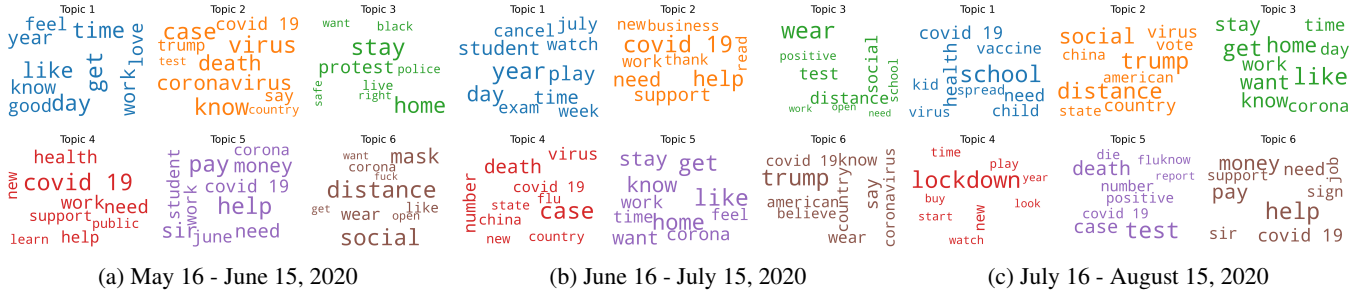 Topic 1
feel time
year love
like get
know work
good day
Topic 2
case covid 19
trump virus
test death
coronavirus
say
know country
Topic 3
want black
stay
protest police
safe live
right home
Topic 1
cancel july
student watch
year play
day time
exam week
Topic 2
new business
covid 19 read
work thank
need help
support
Topic 3
wear
positive social
test school
distance
work open need
Topic 1
covid 19
health vaccine
kid school
spread need
virus child
Topic 2
social virus
china trump vote
american
distance
state country
Topic 3
stay time
get home day
work
want like
know corona
Topic 4
health
new covid 19
work need
support public
learn help
Topic 5
student corona
pay money
work covid 19
help
sir june need
Topic 6
want mask
corona
fuck
distance
get wear like
open
social
Topic 4
death virus
number covid 19
state flu
china case
new country
Topic 5
stay get
know like
work
time home feel
want corona
Topic 6
covid 19 know
trump country say coronavirus
american
believe
wear
Topic 4
time play
lockdown year
buy look
start new
watch
Topic 5
die flu know
death report
number
positive
covid 19
case test
Topic 6
money need job
support
pay sign
help
sir covid 19
(a) May 16 - June 15, 2020
(b) June 16 - July 15, 2020
(c) July 16 - August 15, 2020